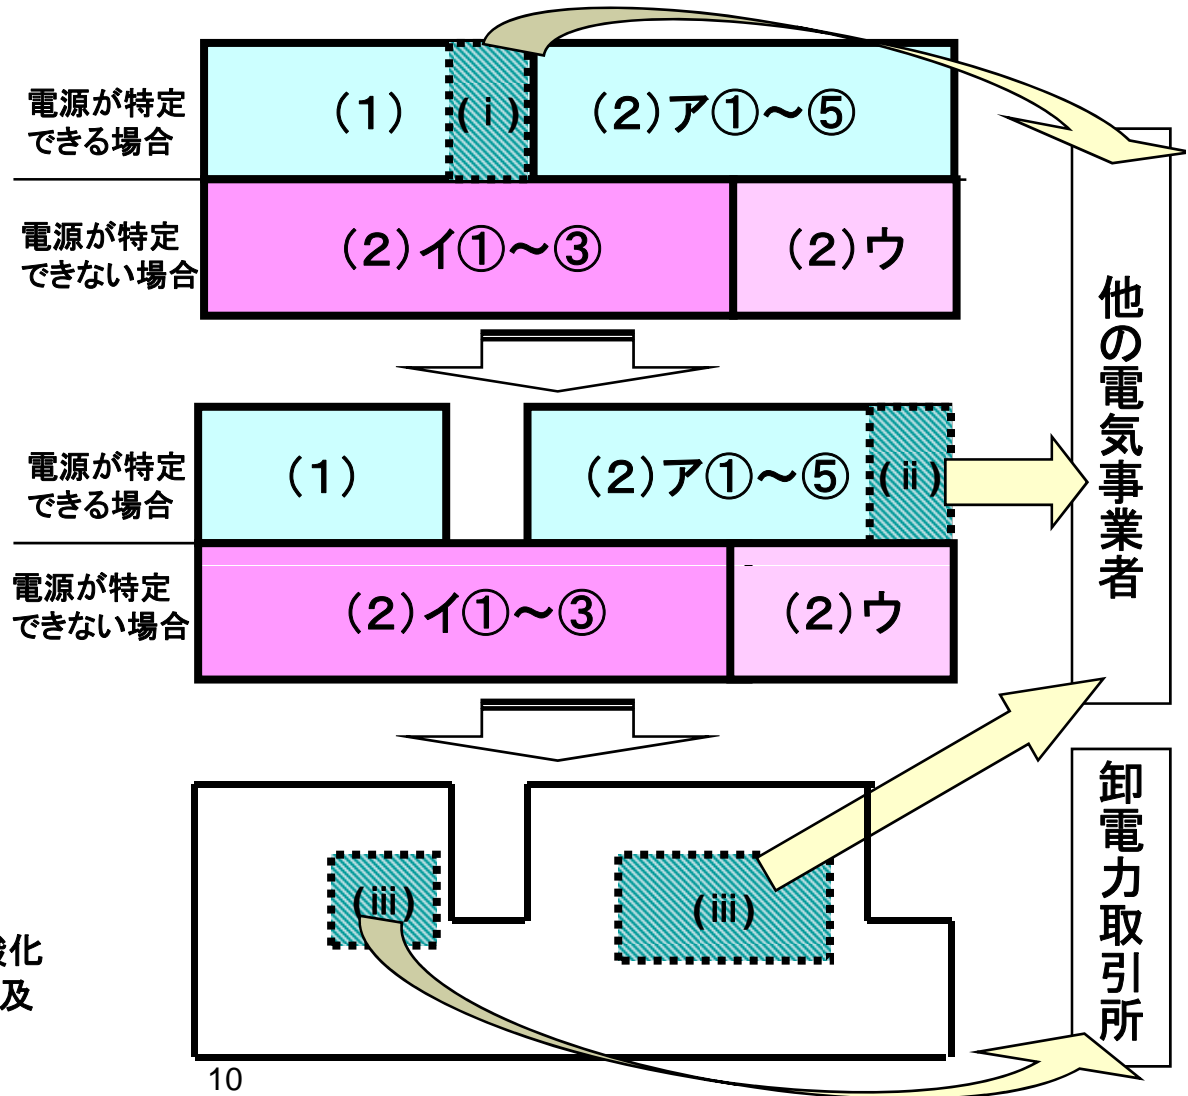 電源が特定
できる場合
(1)
(ⅰ)
(2)ア①～⑤
電源が特定
できない場合
(2)イ①～③
(2)ウ
電源が特定
できる場合
(1)
(2)ア①～⑤
(ⅱ)
電源が特定
できない場合
(2)イ①～③
(2)ウ
他の電気事業者
(ⅲ)
(ⅲ)
卸電力取引所
酸化
及
10